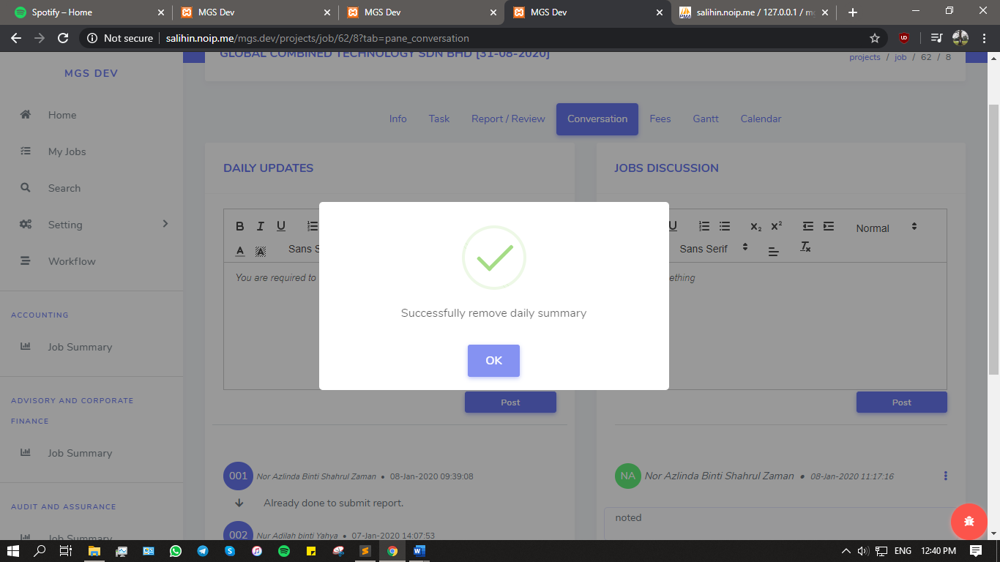 Spotify – Home
MGS Dev
MGS Dev
MGS Dev
salihin.noip.me / 127.0.0.1 /
Not secure
salihin.noip.me/mgs.dev/projects/job/62/8?tab=pane_conversation
GLOBAL COMBINED TECHNOLOGY SDN BHD [31-08-2020]
projects / job / 62 / 8
MGS DEV
Home
My Jobs
Search
Setting
Workflow
ACCOUNTING
Job Summary
ADVISORY AND CORPORATE
FINANCE
Job Summary
AUDIT AND ASSURANCE
Job Summary
Info Task Report / Review Conversation Fees Gantt Calendar
DAILY UPDATES
B I U
A A Sans S
You are required to
Post
001 Nor Azlinda Binti Shahrul Zaman • 08-Jan-2020 09:39:08
Already done to submit report.
002 Nur Adilah binti Yahya • 07-Jan-2020 14:07:53
JOBS DISCUSSION
U X₂ X² Normal
Sans Serif Tx
ething
Post
NA Nor Azlinda Binti Shahrul Zaman • 08-Jan-2020 11:17:16
noted
Successfully remove daily summary
OK
ENG 12:40 PM